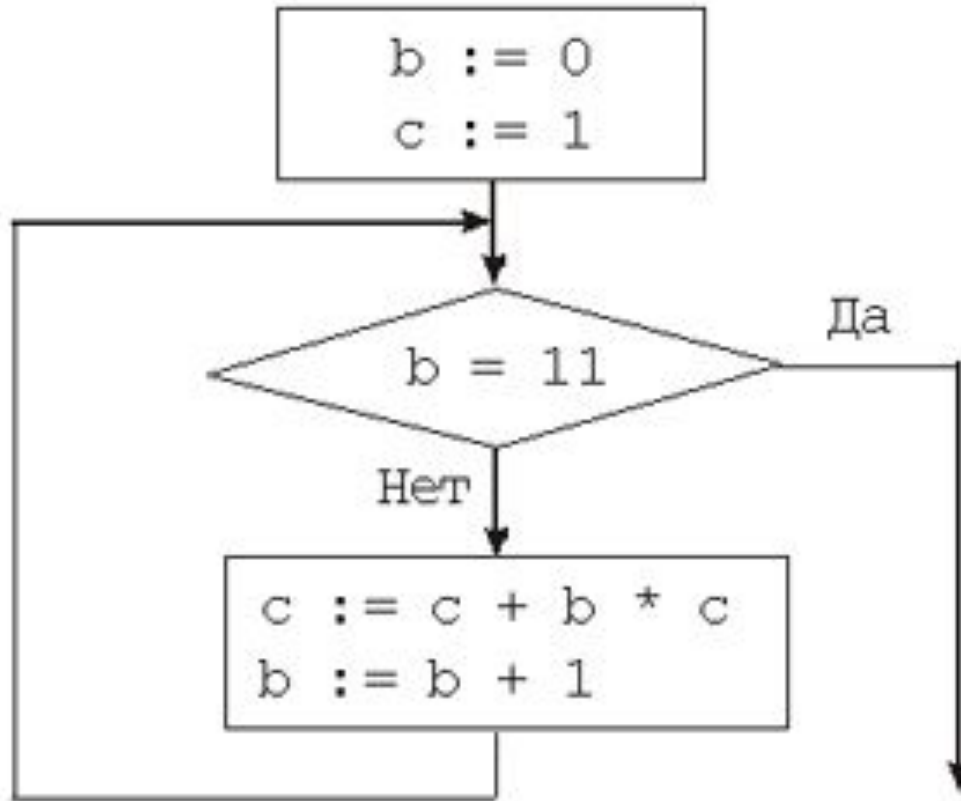 b := 0
c := 1
b = 11
Да
Нет
c := c + b * c
b := b + 1